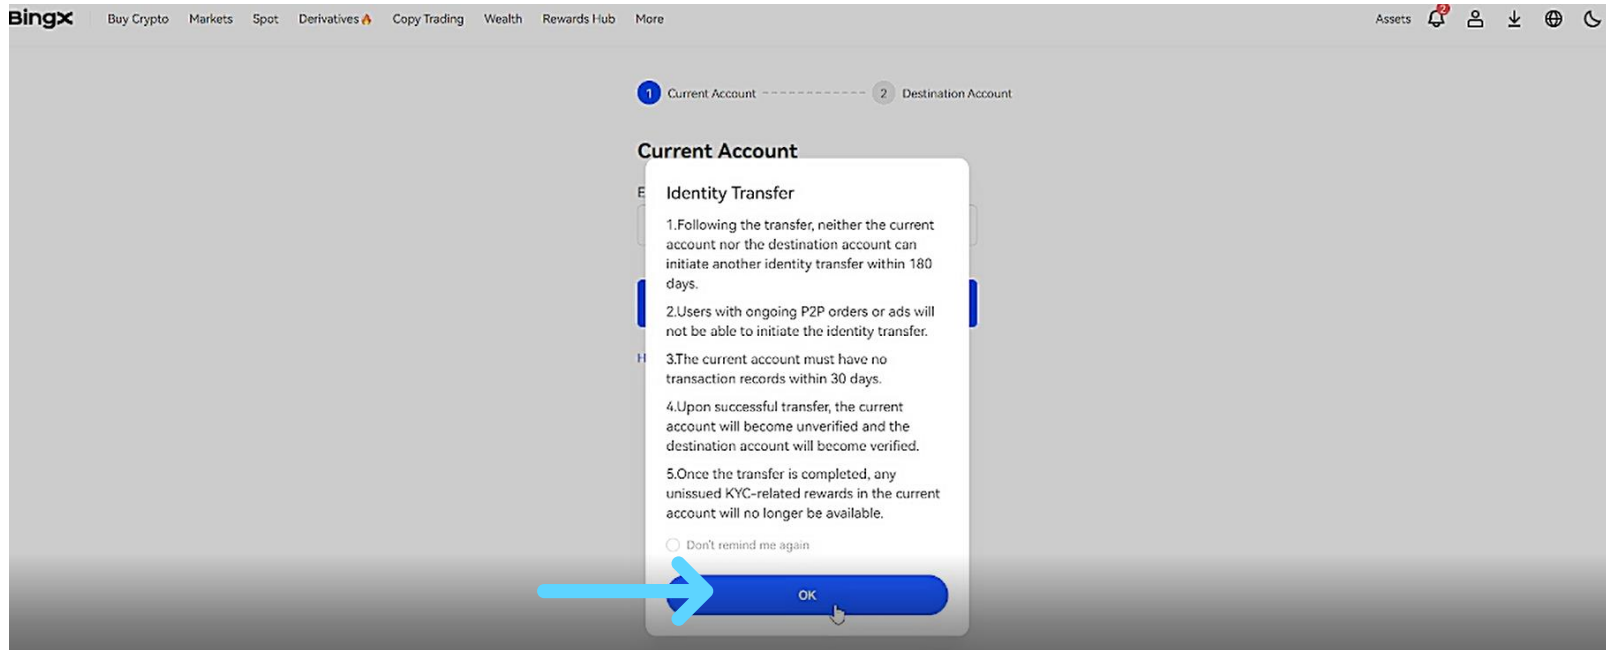 BingX Buy Crypto Markets Spot Derivatives Copy Trading Wealth Rewards Hub More Assets 2
1 Current Account 2 Destination Account
Current Account
E
Identity Transfer
1.Following the transfer, neither the current
account nor the destination account can
initiate another identity transfer within 180
days.
2.Users with ongoing P2P orders or ads will
not be able to initiate the identity transfer.
H
3.The current account must have no
transaction records within 30 days.
4.Upon successful transfer, the current
account will become unverified and the
destination account will become verified.
5.Once the transfer is completed, any
unissued KYC-related rewards in the current
account will no longer be available.
Don't remind me again
OK